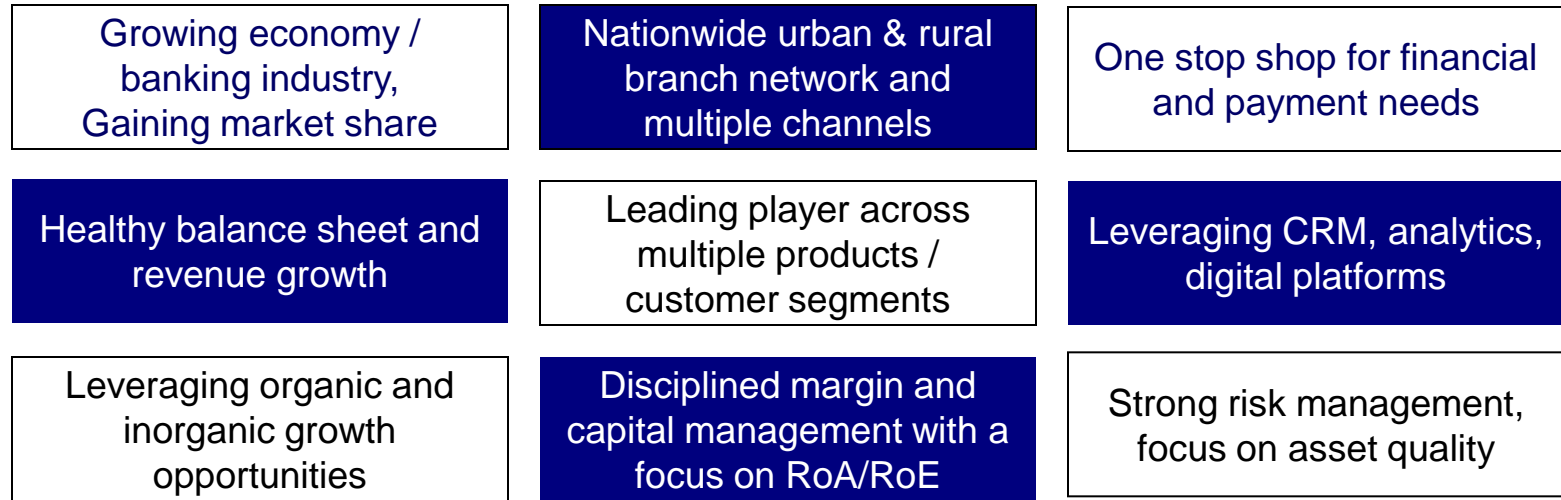 Growing economy /
banking industry,
Gaining market share
Nationwide urban & rural
branch network and
multiple channels
One stop shop for financial
and payment needs
Healthy balance sheet and
revenue growth
Leading player across
multiple products /
customer segments
Leveraging CRM, analytics,
digital platforms
Leveraging organic and
inorganic growth
opportunities
Disciplined margin and
capital management with a
focus on RoA/RoE
Strong risk management,
focus on asset quality